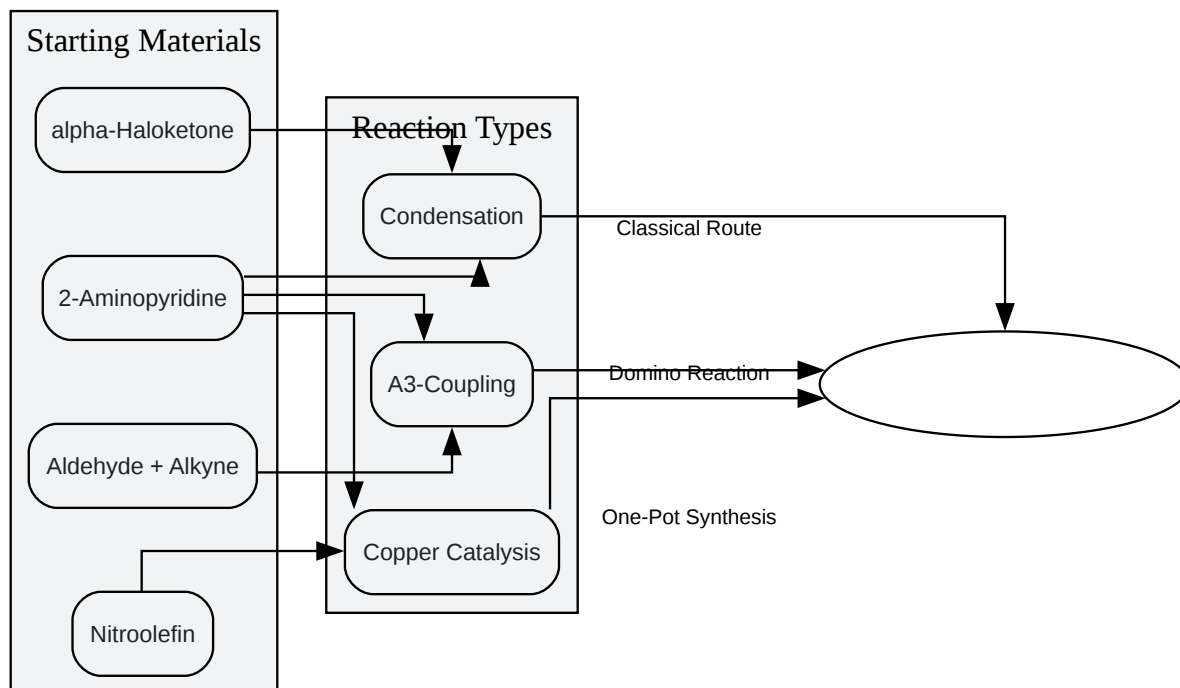 Starting Materials
alpha-Haloketone
2-Aminopyridine
Aldehyde + Alkyne
Nitroolefin
Reaction Types
Condensation
A3-Coupling
Copper Catalysis
Classical Route
Domino Reaction
One-Pot Synthesis